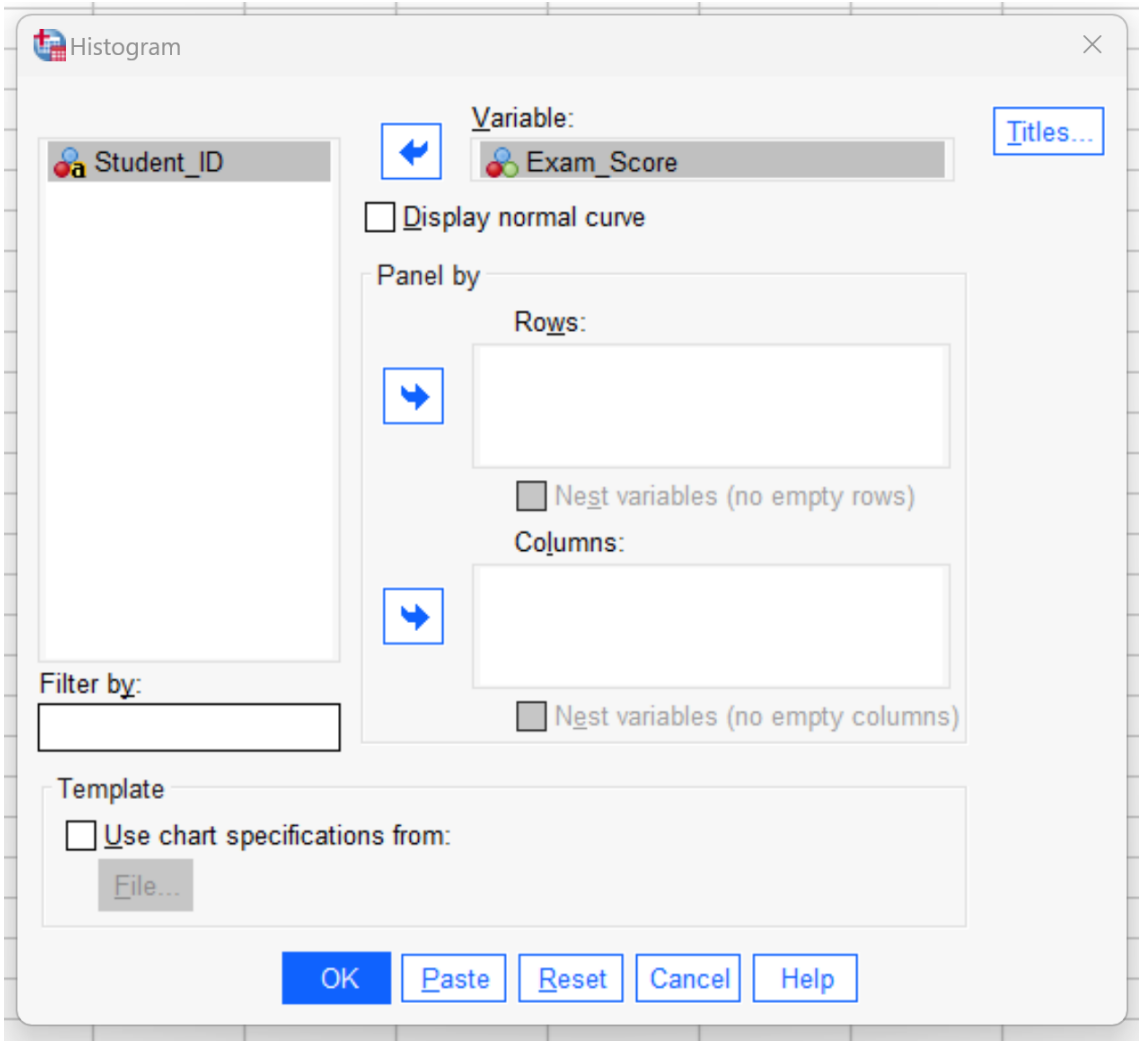 Histogram
Variable:
Titles...
Student_ID
Exam_Score
Display normal curve
Panel by
Rows:
Nest variables (no empty rows)
Columns:
Nest variables (no empty columns)
Filter by:
Template
Use chart specifications from:
File...
OK Paste Reset Cancel Help